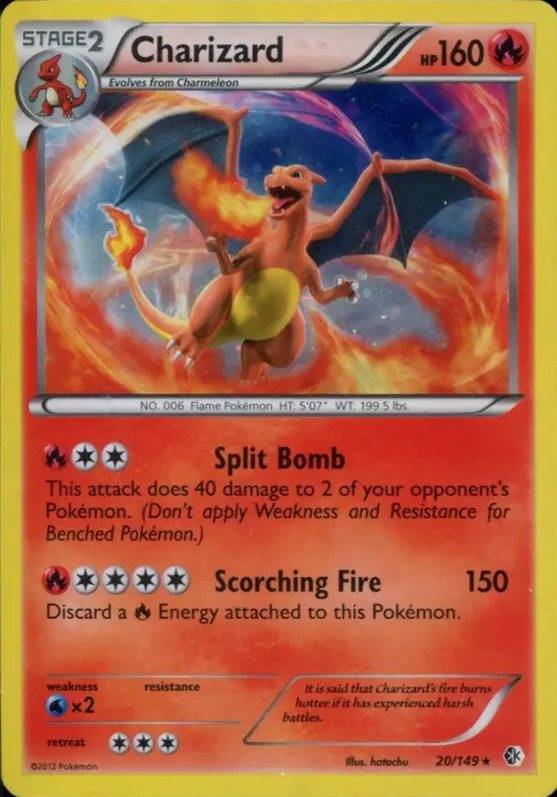 STAGE2
Charizard
HP160
Evolves from Charmeleon
NO. 006 Flame Pokémon HT: 5'07" WT: 199.5 lbs.
Split Bomb
This attack does 40 damage to 2 of your opponent's
Pokémon. (Don't apply Weakness and Resistance for
Benched Pokémon.)
Scorching Fire 150
Discard a Energy attached to this Pokémon.
weakness resistance
×2
It is said that Charizard's fire burns
hotter if it has experienced harsh
battles.
retreat
©2012 Pokémon Illus. hatachu 20/149